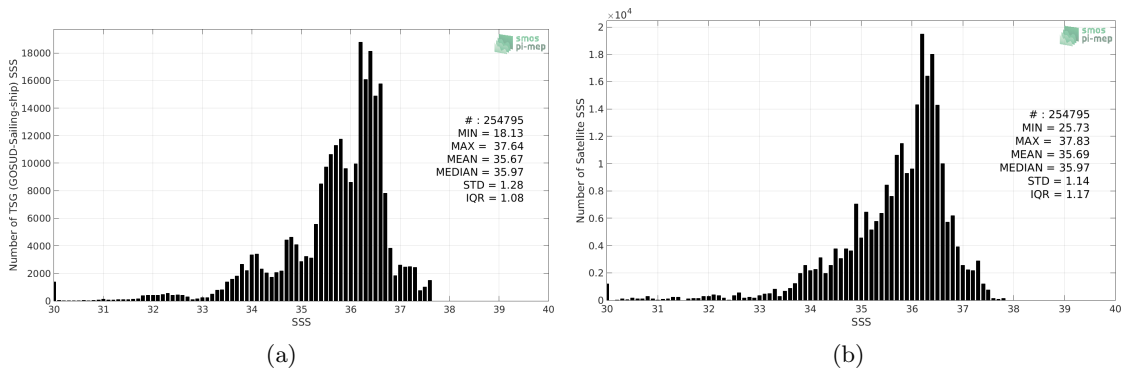 smos
pi-mep
Number of TSG (GOSUD-Sailing-ship) SSS
18000
16000
14000
12000
10000
8000
6000
4000
2000
0
# : 254795
MIN = 18.13
MAX = 37.64
MEAN = 35.67
MEDIAN = 35.97
STD = 1.28
IQR = 1.08
30 31 32 33 34 35 36 37 38 39 40
SSS
(a)
×10⁴
smos
pi-mep
Number of Satellite SSS
2
1.8
1.6
1.4
1.2
1
0.8
0.6
0.4
0.2
0
# : 254795
MIN = 25.73
MAX = 37.83
MEAN = 35.69
MEDIAN = 35.97
STD = 1.14
IQR = 1.17
30 31 32 33 34 35 36 37 38 39 40
SSS
(b)